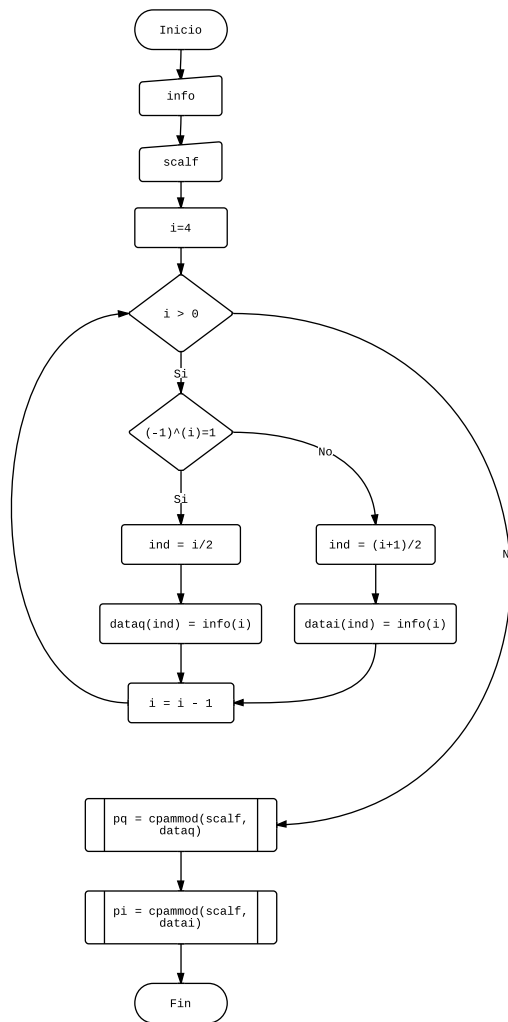 Inicio
info
scalf
i=4
i > 0
Si
(-1)^(i)=1
No
Si
ind = i/2
ind = (i+1)/2
dataq(ind) = info(i)
datai(ind) = info(i)
i = i - 1
pq = cpammod(scalf,
dataq)
pi = cpammod(scalf,
datai)
Fin